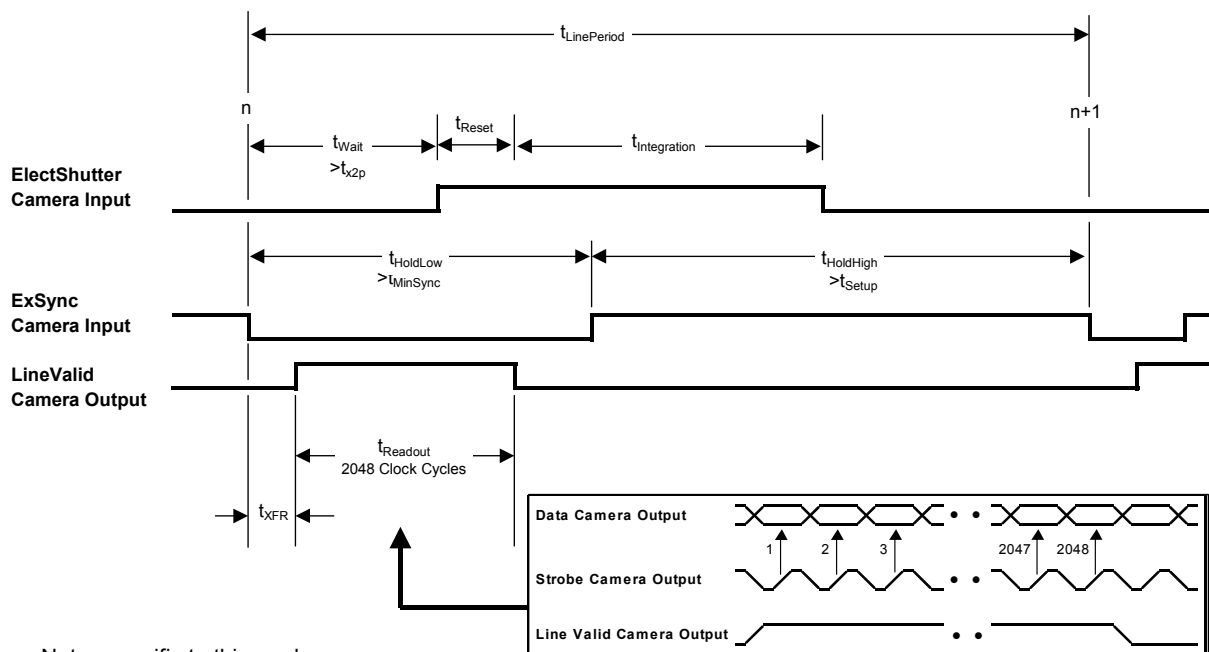 tLinePeriod
n
n+1
tReset
tWait
>tx2p
tIntegration
ElectShutter
Camera Input
tHoldLow
>tMinSync
tHoldHigh
>tSetup
ExSync
Camera Input
LineValid
Camera Output
tReadout
2048 Clock Cycles
tXFR
Data Camera Output
1 2 3 2047 2048
Strobe Camera Output
Line Valid Camera Output